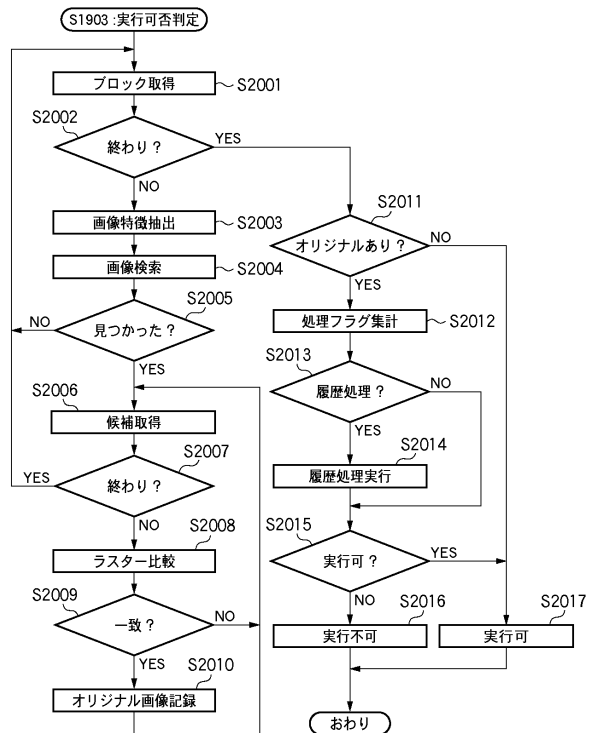 S1903:実行可否判定
ブロック取得
S2001
S2002
終わり?
YES
NO
画像特徴抽出
S2003
画像検索
S2004
S2005
見つかった?
NO
YES
S2006
候補取得
S2007
終わり?
YES
NO
S2008
ラスター比較
S2009
一致?
NO
YES
S2010
オリジナル画像記録
S2011
オリジナルあり?
NO
YES
処理フラグ集計
S2012
S2013
履歴処理?
NO
YES
S2014
履歴処理実行
S2015
実行可?
YES
NO
S2016
実行不可
S2017
実行可
おわり